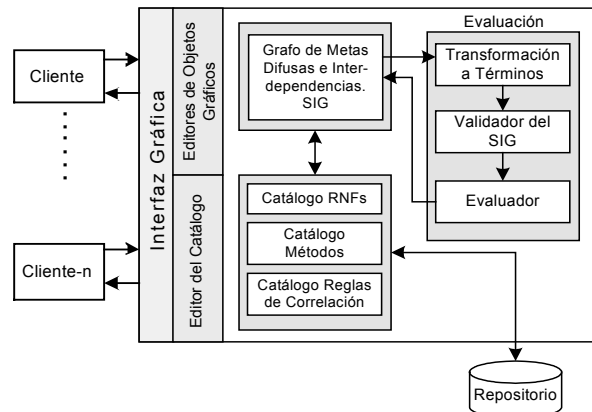 Cliente
Cliente-n
Interfaz Gráfica
Editores de Objetos
Gráficos
Editor del Catálogo
Grafo de Metas
Difusas e Inter-
dependencias.
SIG
Catálogo RNFs
Catálogo
Métodos
Catálogo Reglas
de Correlación
Evaluación
Transformación
a Términos
Validador del
SIG
Evaluador
Repositorio